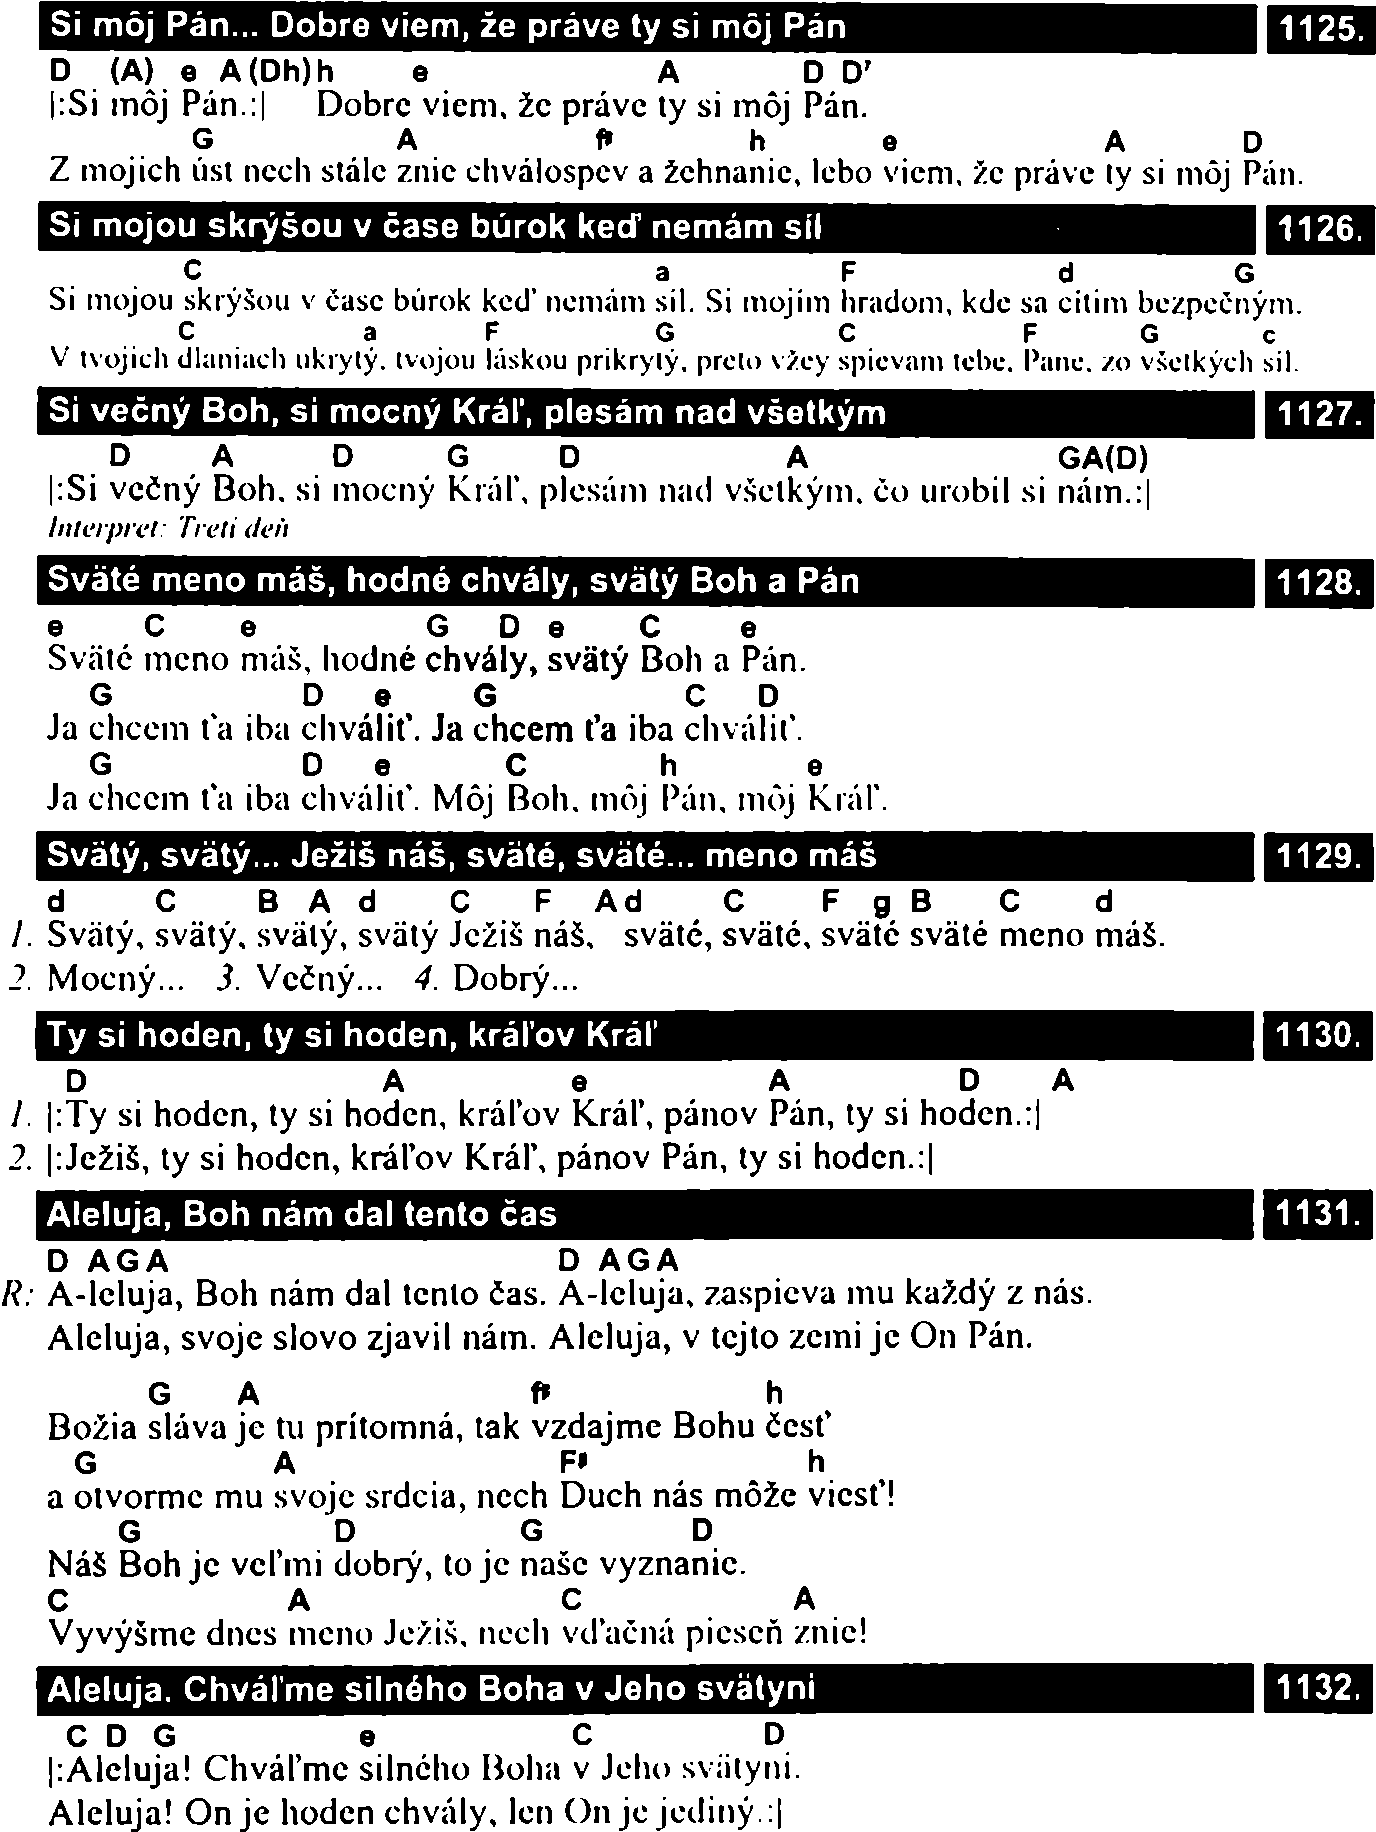 Si môj Pán... Dobre viem, že práve ty si môj Pán 1125.
D (A) e A(Dh)h e A D D7
|:Si môj Pán.:| Dobre viem, že práve ty si môj Pán.
G A f# h e A D
Z mojich úst nech stále znie chválospev a žehnanie, lebo viem, že práve ty si môj Pán.
Si mojou skrýšou v čase búrok keď nemám síl 1126.
C a F d G
Si mojou skrýšou v čase búrok keď nemám síl. Si mojím hradom, kde sa cítim bezpečným.
C a F G C F G c
V tvojich dlaniach ukrytý, tvojou láskou prikrytý, preto vžcy spievam tebe, Pane, zo všetkých síl.
Si večný Boh, si mocný Kráľ, plesám nad všetkým 1127.
D A D G D A GA(D)
|:Si večný Boh, si mocný Kráľ, plesám nad všetkým, čo urobil si nám.:|
Interpret: Tretí deň
Sväté meno máš, hodné chvály, svätý Boh a Pán 1128.
e C e G D e C e
Sväté meno máš, hodné chvály, svätý Boh a Pán.
G D e G C D
Ja chcem ťa iba chváliť. Ja chcem ťa iba chváliť.
G D e C h e
Ja chcem ťa iba chváliť. Môj Boh, môj Pán, môj Kráľ.
Svätý, svätý... Ježiš náš, sväté, sväté... meno máš 1129.
d C B A d C F A d C F g B C d
1. Svätý, svätý, svätý, svätý Ježiš náš, sväté, sväté, sväté sväté meno máš.
2. Mocný... 3. Večný... 4. Dobrý...
Ty si hoden, ty si hoden, kráľov Kráľ 1130.
D A e A D A
1. |:Ty si hoden, ty si hoden, kráľov Kráľ, pánov Pán, ty si hoden.:|
2. |:Ježiš, ty si hoden, kráľov Kráľ, pánov Pán, ty si hoden.:|
Aleluja, Boh nám dal tento čas 1131.
D A G A D A G A
R: A-leluja, Boh nám dal tento čas. A-leluja, zaspieva mu každý z nás.
Aleluja, svoje slovo zjavil nám. Aleluja, v tejto zemi je On Pán.
G A f# h
Božia sláva je tu prítomná, tak vzdajme Bohu česť
G A F# h
a otvorme mu svoje srdcia, nech Duch nás môže viesť!
G D G D
Náš Boh je veľmi dobrý, to je naše vyznanie.
C A C A
Vyvýšme dnes meno Ježiš, nech vďačná pieseň znie!
Aleluja. Chváľme silného Boha v Jeho svätyni 1132.
C D G e C D
|:Aleluja! Chváľme silného Boha v Jeho svätyni.
Aleluja! On je hoden chvály, len On je jediný.:|